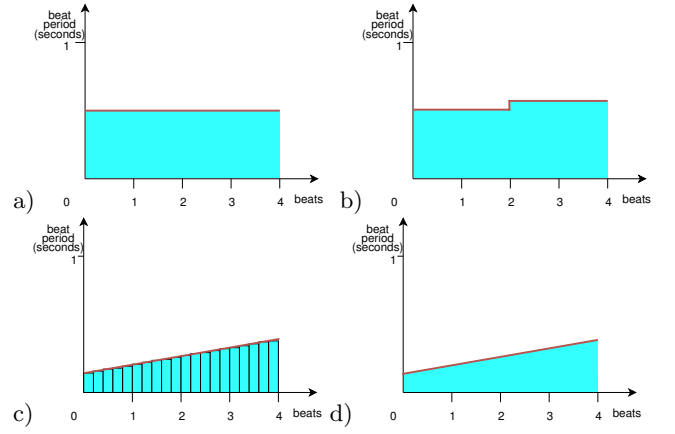 beat
period
(seconds)
1
a) 0 1 2 3 4 beats
beat
period
(seconds)
1
b) 0 1 2 3 4 beats
beat
period
(seconds)
1
c) 0 1 2 3 4 beats
beat
period
(seconds)
1
d) 0 1 2 3 4 beats